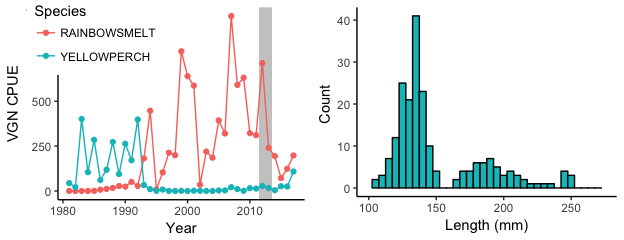 Species
RAINBOWSMELT
YELLOWPERCH
VGN CPUE
500
250
0
1980
1990
2000
2010
Year
Count
40
30
20
10
0
100
150
200
250
Length (mm)